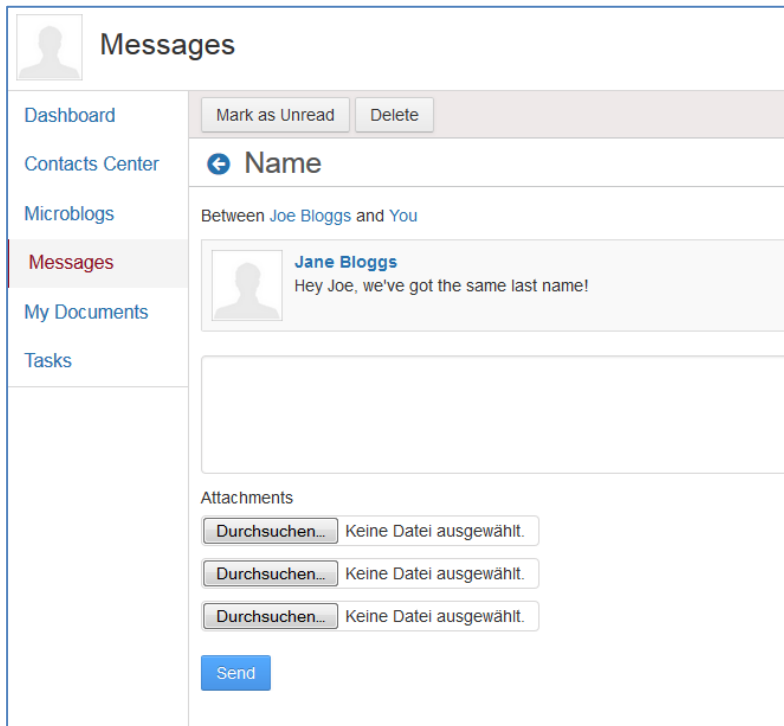 Messages
Dashboard
Contacts Center
Microblogs
Messages
My Documents
Tasks
Mark as Unread
Delete
Name
Between Joe Bloggs and You
Jane Bloggs
Hey Joe, we've got the same last name!
Attachments
Durchsuchen... Keine Datei ausgewählt.
Durchsuchen... Keine Datei ausgewählt.
Durchsuchen... Keine Datei ausgewählt.
Send